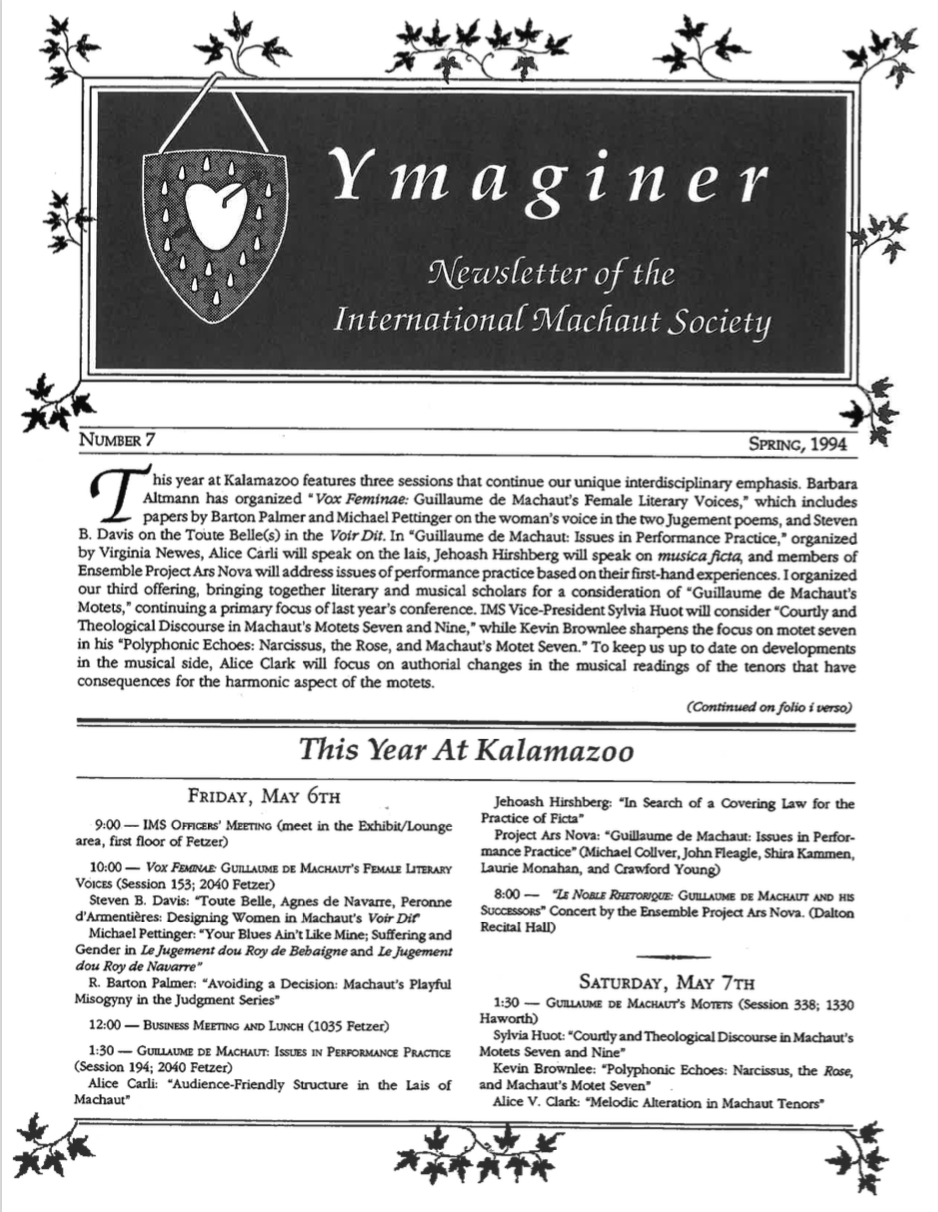 Ymaginer
Newsletter of the
International Machaut Society
NUMBER 7
SPRING, 1994
This year at Kalamazoo features three sessions that continue our unique interdisciplinary emphasis. Barbara
Altmann has organized "Vox Feminae: Guillaume de Machaut's Female Literary Voices," which includes
papers by Barton Palmer and Michael Pettinger on the woman's voice in the two Jugement poems, and Steven
B. Davis on the Toute Belle(s) in the Voir Dit. In "Guillaume de Machaut: Issues in Performance Practice," organized
by Virginia Newes, Alice Carli will speak on the lais, Jehoash Hirshberg will speak on musica ficta, and members of
Ensemble Project Ars Nova will address issues of performance practice based on their first-hand experiences. I organized
our third offering, bringing together literary and musical scholars for a consideration of "Guillaume de Machaut's
Motets," continuing a primary focus of last year's conference. IMS Vice-President Sylvia Huot will consider "Courtly and
Theological Discourse in Machaut's Motets Seven and Nine," while Kevin Brownlee sharpens the focus on motet seven
in his "Polyphonic Echoes: Narcissus, the Rose, and Machaut's Motet Seven." To keep us up to date on developments
in the musical side, Alice Clark will focus on authorial changes in the musical readings of the tenors that have
consequences for the harmonic aspect of the motets.
(Continued on folio i verso)
This Year At Kalamazoo
FRIDAY, MAY 6TH
9:00 — IMS OFFICERS' MEETING (meet in the Exhibit/Lounge
area, first floor of Fetzer)
10:00 — VOX FEMINAE: GUILLAUME DE MACHAUT'S FEMALE LITERARY
VOICES (Session 153; 2040 Fetzer)
Steven B. Davis: "Toute Belle, Agnes de Navarre, Peronne
d'Armentières: Designing Women in Machaut's Voir Dit"
Michael Pettinger: "Your Blues Ain't Like Mine; Suffering and
Gender in Le Jugement dou Roy de Behaigne and Le Jugement
dou Roy de Navarre"
R. Barton Palmer: "Avoiding a Decision: Machaut's Playful
Misogyny in the Judgment Series"
12:00 — BUSINESS MEETING AND LUNCH (1035 Fetzer)
1:30 — GUILLAUME DE MACHAUT: ISSUES IN PERFORMANCE PRACTICE
(Session 194; 2040 Fetzer)
Alice Carli: "Audience-Friendly Structure in the Lais of
Machaut"
Jehoash Hirshberg: "In Search of a Covering Law for the
Practice of Ficta"
Project Ars Nova: "Guillaume de Machaut: Issues in Perfor-
mance Practice" (Michael Collver, John Fleagle, Shira Kammen,
Laurie Monahan, and Crawford Young)
8:00 — "LE NOBLE RHETORIQUE: GUILLAUME DE MACHAUT AND HIS
SUCCESSORS" Concert by the Ensemble Project Ars Nova. (Dalton
Recital Hall)
SATURDAY, MAY 7TH
1:30 — GUILLAUME DE MACHAUT'S MOTETS (Session 338; 1330
Haworth)
Sylvia Huot: "Courtly and Theological Discourse in Machaut's
Motets Seven and Nine"
Kevin Brownlee: "Polyphonic Echoes: Narcissus, the Rose,
and Machaut's Motet Seven"
Alice V. Clark: "Melodic Alteration in Machaut Tenors"